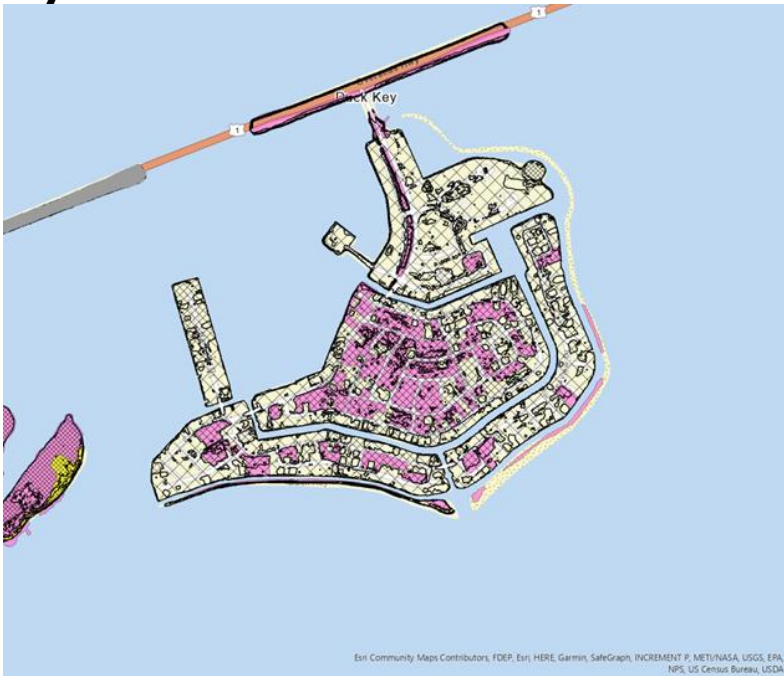 1
Duck Key
1
Esri Community Maps Contributors, FDEP, Esri, HERE, Garmin, SafeGraph, INCREMENT P, METI/NASA, USGS, EPA,
NPS, US Census Bureau, USDA